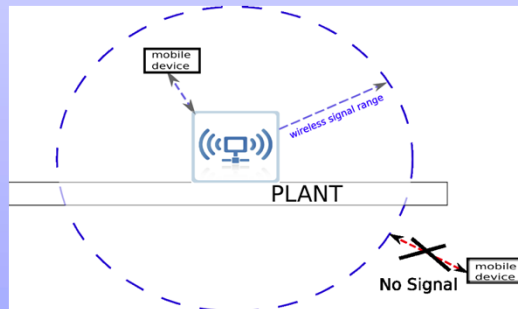 mobile
device
wireless signal range
PLANT
No Signal
mobile
device